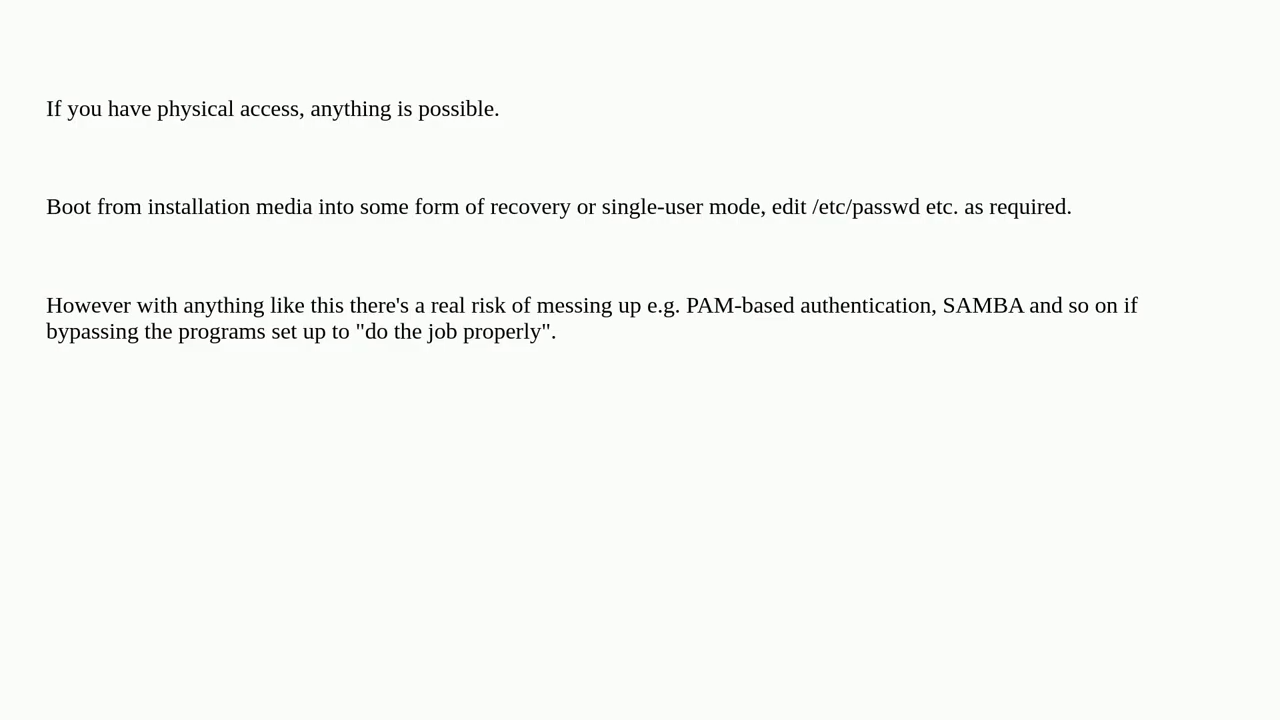 If you have physical access, anything is possible.
Boot from installation media into some form of recovery or single-user mode, edit /etc/passwd etc. as required.
However with anything like this there's a real risk of messing up e.g. PAM-based authentication, SAMBA and so on if
bypassing the programs set up to "do the job properly".